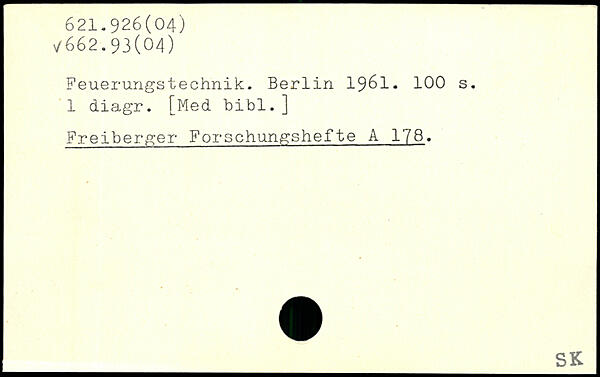 621.926(04)
√662.93(04)
Feuerungstechnik. Berlin 1961. 100 s.
1 diagr. [Med bibl.]
Freiberger Forschungshefte A 178.
SK